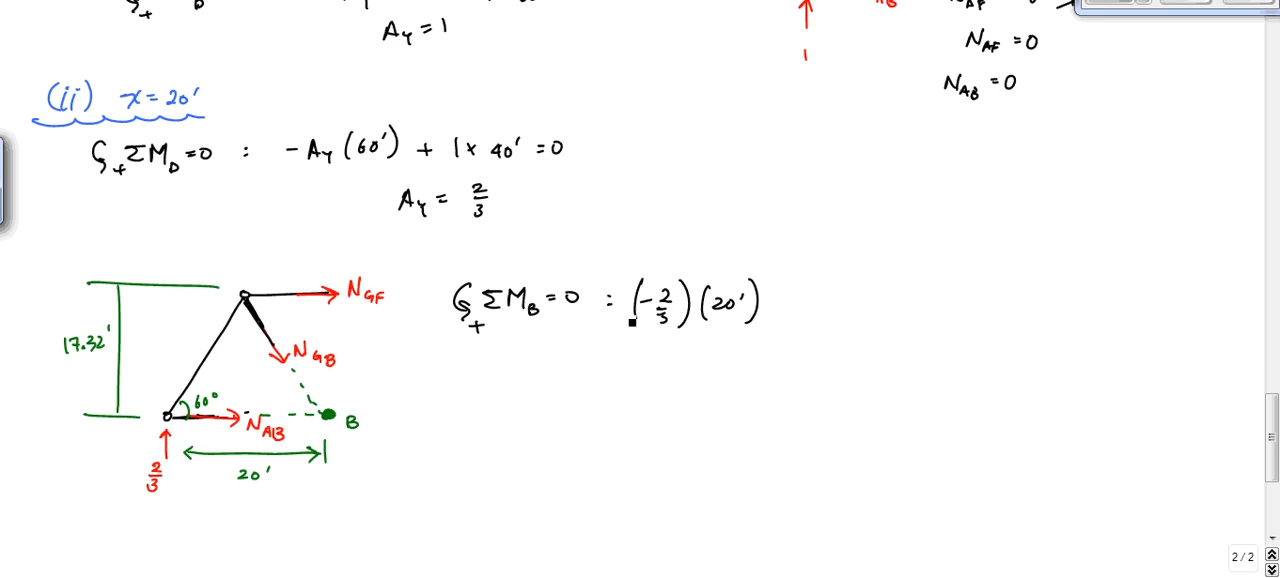 A_Y = 1
1
N_AF = 0
N_AB = 0
(ii) x = 20'
↺+ ΣM_D = 0 : -A_Y (60') + 1 × 40' = 0
A_Y = 2/3
N_GF
↺+ ΣM_B = 0 : (-2/3)(20')
17.32'
N_GB
60°
N_AB
B
2/3
20'
2 / 2